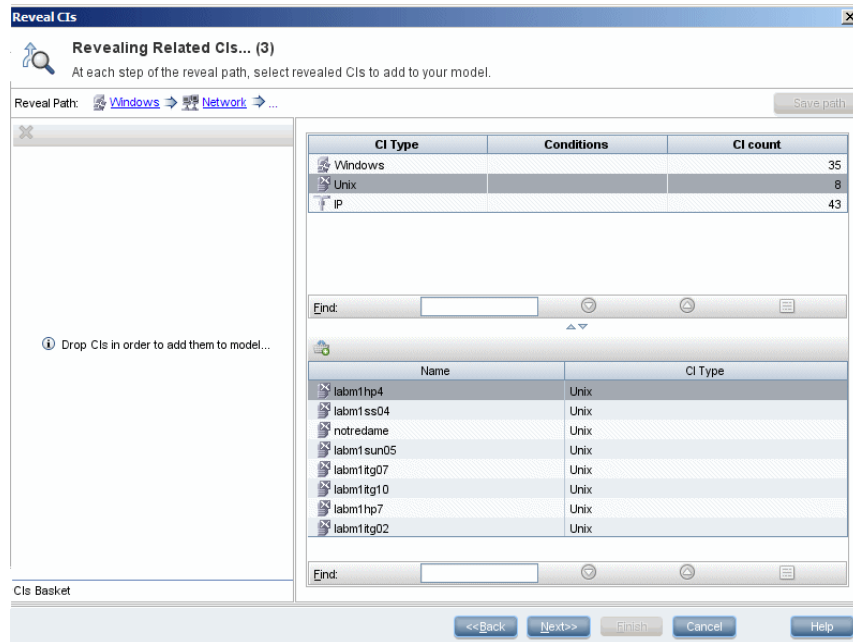 Reveal CIs
Revealing Related CIs... (3)
At each step of the reveal path, select revealed CIs to add to your model.
Reveal Path: Windows Network ...
Save path
CI Type Conditions CI count
Windows 35
Unix 8
IP 43
Find:
Drop CIs in order to add them to model...
Name CI Type
labm1hp4 Unix
labm1ss04 Unix
notredame Unix
labm1sun05 Unix
labm1itg07 Unix
labm1itg10 Unix
labm1hp7 Unix
labm1itg02 Unix
Find:
CIs Basket
<<Back Next>> Finish Cancel Help